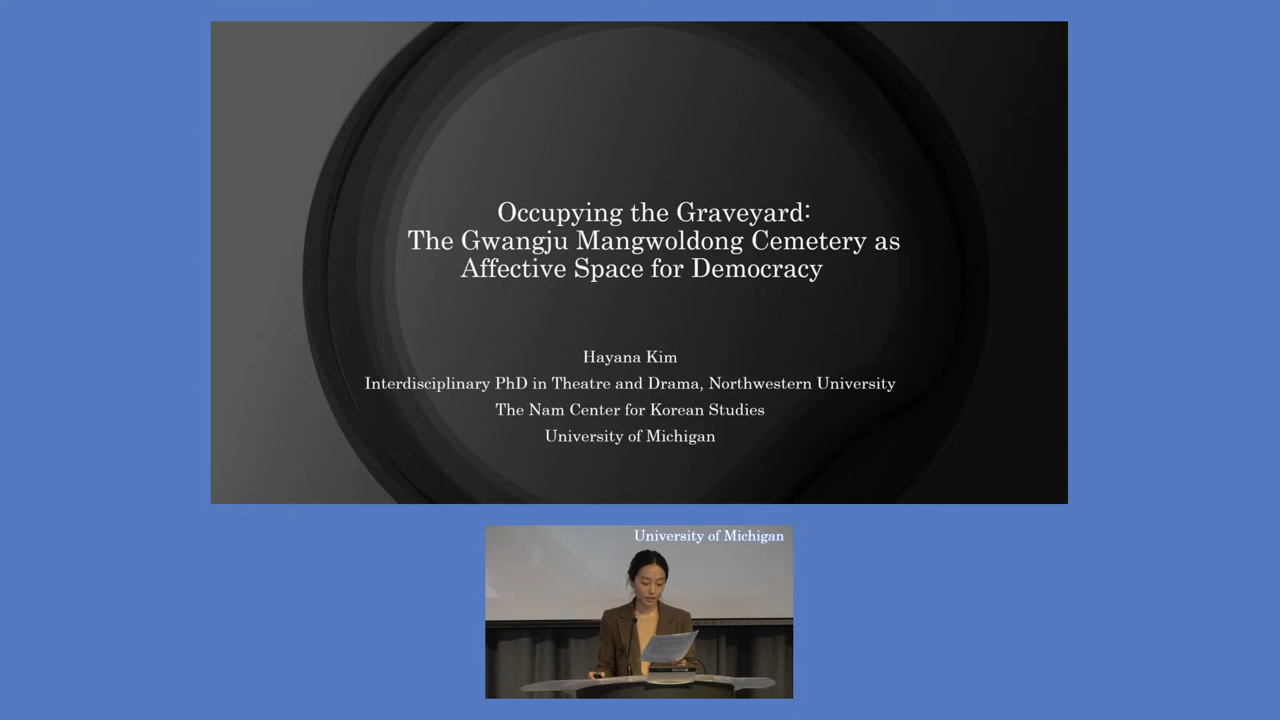 Occupying the Graveyard:
The Gwangju Mangwoldong Cemetery as
Affective Space for Democracy
Hayana Kim
Interdisciplinary PhD in Theatre and Drama, Northwestern University
The Nam Center for Korean Studies
University of Michigan
University of Michigan